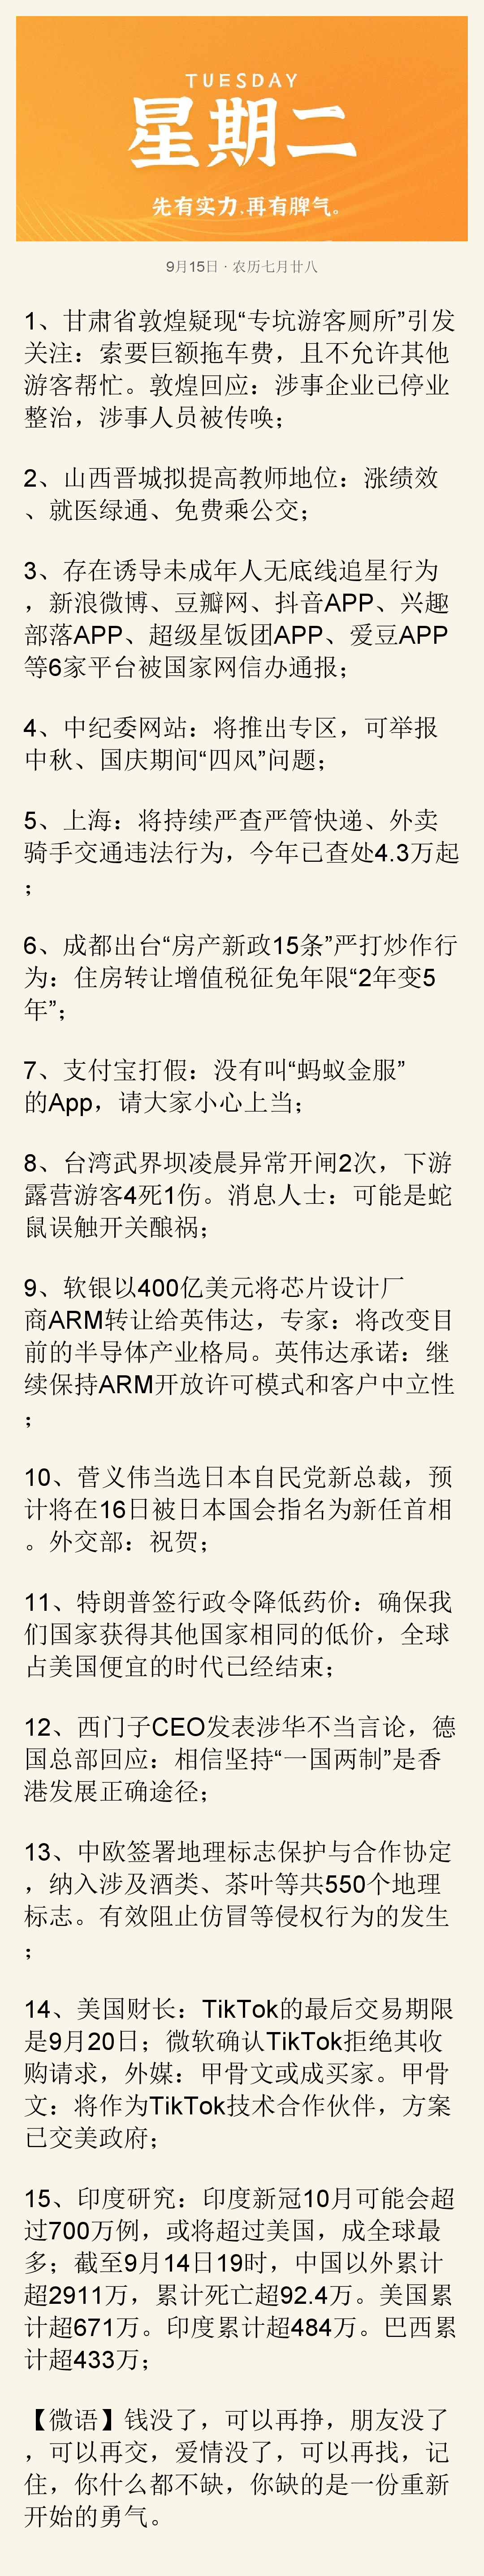 TUESDAY
星期二
先有实力,再有脾气。
9月15日 · 农历七月廿八
1、甘肃省敦煌疑现“专坑游客厕所”引发
关注：索要巨额拖车费，且不允许其他
游客帮忙。敦煌回应：涉事企业已停业
整治，涉事人员被传唤；
2、山西晋城拟提高教师地位：涨绩效
、就医绿通、免费乘公交；
3、存在诱导未成年人无底线追星行为
，新浪微博、豆瓣网、抖音APP、兴趣
部落APP、超级星饭团APP、爱豆APP
等6家平台被国家网信办通报；
4、中纪委网站：将推出专区，可举报
中秋、国庆期间“四风”问题；
5、上海：将持续严查严管快递、外卖
骑手交通违法行为，今年已查处4.3万起
；
6、成都出台“房产新政15条”严打炒作行
为：住房转让增值税征免年限“2年变5
年”；
7、支付宝打假：没有叫“蚂蚁金服”
的App，请大家小心上当；
8、台湾武界坝凌晨异常开闸2次，下游
露营游客4死1伤。消息人士：可能是蛇
鼠误触开关酿祸；
9、软银以400亿美元将芯片设计厂
商ARM转让给英伟达，专家：将改变目
前的半导体产业格局。英伟达承诺：继
续保持ARM开放许可模式和客户中立性
；
10、菅义伟当选日本自民党新总裁，预
计将在16日被日本国会指名为新任首相
。外交部：祝贺；
11、特朗普签行政令降低药价：确保我
们国家获得其他国家相同的低价，全球
占美国便宜的时代已经结束；
12、西门子CEO发表涉华不当言论，德
国总部回应：相信坚持“一国两制”是香
港发展正确途径；
13、中欧签署地理标志保护与合作协定
，纳入涉及酒类、茶叶等共550个地理
标志。有效阻止仿冒等侵权行为的发生
；
14、美国财长：TikTok的最后交易期限
是9月20日；微软确认TikTok拒绝其收
购请求，外媒：甲骨文或成买家。甲骨
文：将作为TikTok技术合作伙伴，方案
已交美政府；
15、印度研究：印度新冠10月可能会超
过700万例，或将超过美国，成全球最
多；截至9月14日19时，中国以外累计
超2911万，累计死亡超92.4万。美国累
计超671万。印度累计超484万。巴西累
计超433万；
【微语】钱没了，可以再挣，朋友没了
，可以再交，爱情没了，可以再找，记
住，你什么都不缺，你缺的是一份重新
开始的勇气。